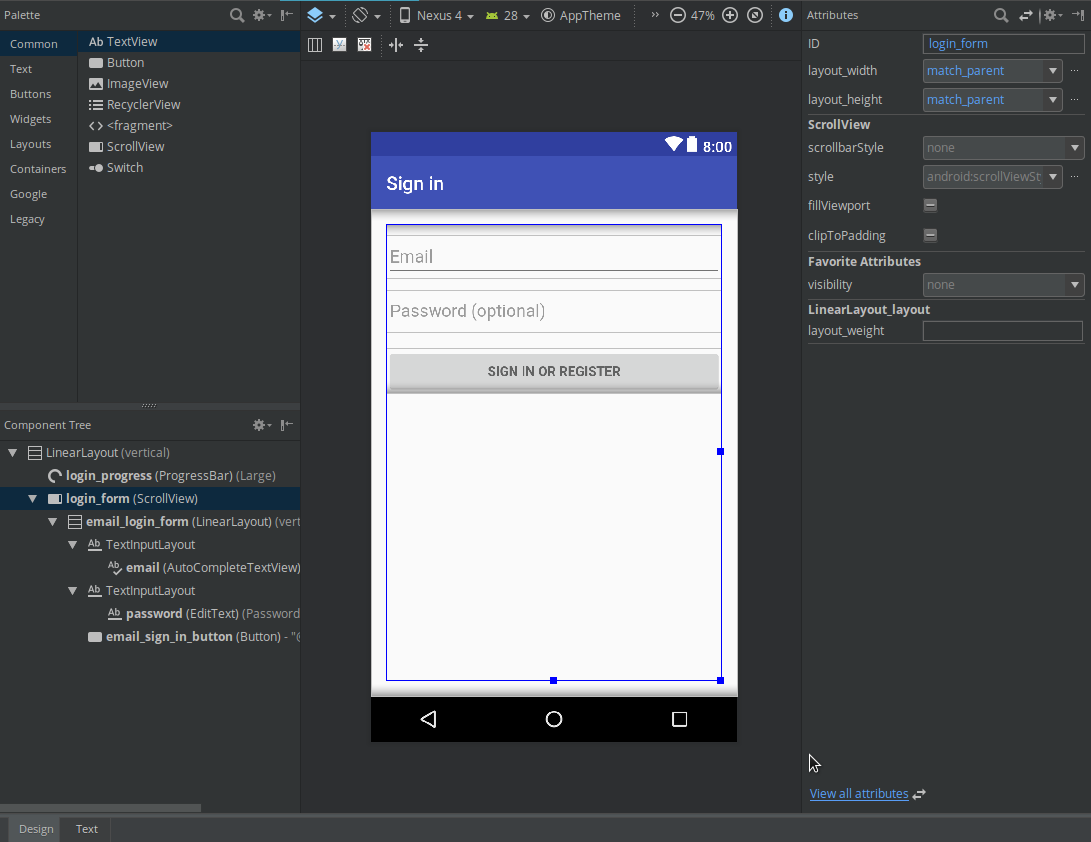 Palette
Common
Text
Buttons
Widgets
Layouts
Containers
Google
Legacy
Ab TextView
Button
ImageView
RecyclerView
<fragment>
ScrollView
Switch
Component Tree
LinearLayout (vertical)
login_progress (ProgressBar) (Large)
login_form (ScrollView)
email_login_form (LinearLayout) (vert
Ab TextInputLayout
Ab email (AutoCompleteTextView)
Ab TextInputLayout
Ab password (EditText) (Password
email_sign_in_button (Button) - "@
Design Text
Nexus 4 28 AppTheme » 47%
8:00
Sign in
Email
Password (optional)
SIGN IN OR REGISTER
Attributes
ID login_form
layout_width match_parent ...
layout_height match_parent ...
ScrollView
scrollbarStyle none
style android:scrollViewSt ...
fillViewport
clipToPadding
Favorite Attributes
visibility none
LinearLayout_layout
layout_weight
View all attributes